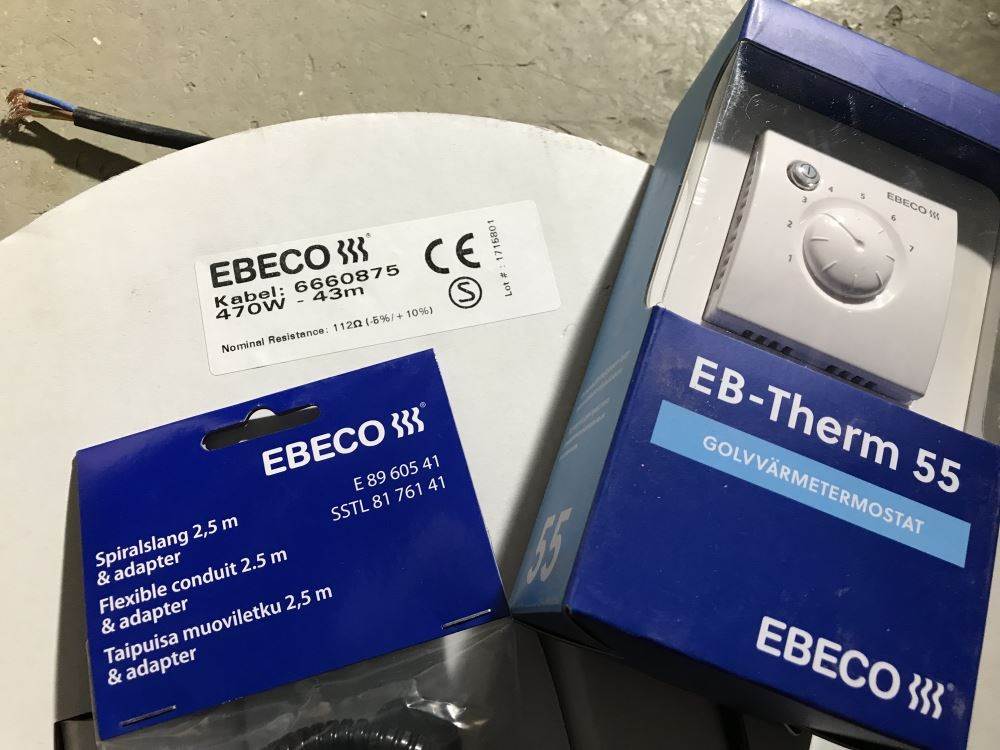 EBECO
Kabel: 6660875
470W - 43m
Nominal Resistance: 112Ω (-5%/+10%)
CE
S
Lot #: 1715801
EBECO
E 89 605 41
SSTL 81 761 41
Spiralslang 2,5 m
& adapter
Flexible conduit 2.5 m
& adapter
Taipuisa muoviletku 2,5 m
& adapter
EBECO
1 2 3 4 5 6 7
EB-Therm 55
GOLVVÄRMETERMOSTAT
55
EBECO